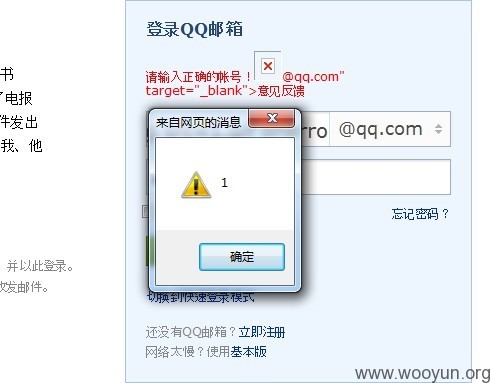 登录QQ邮箱
书
了电报
件发出
我、他
请输入正确的帐号！ @qq.com"
target="_blank">意见反馈
来自网页的消息
rro @qq.com
1
忘记密码？
确定
并以此登录。
收发邮件。
切换到快速登录模式
还没有QQ邮箱？立即注册
网络太慢？使用基本版
www.wooyun.org